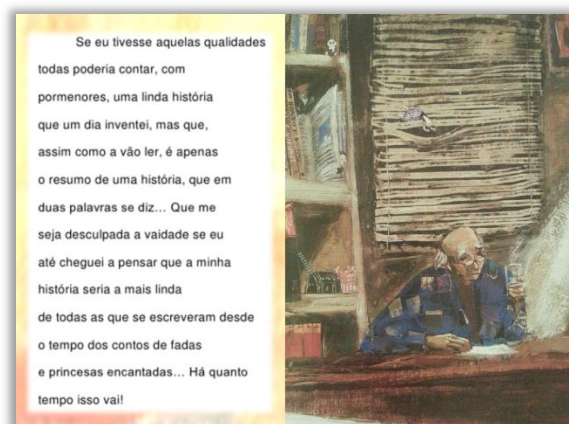 Se eu tivesse aquelas qualidades
todas poderia contar, com
pormenores, uma linda história
que um dia inventei, mas que,
assim como a vão ler, é apenas
o resumo de uma história, que em
duas palavras se diz... Que me
seja desculpada a vaidade se eu
até cheguei a pensar que a minha
história seria a mais linda
de todas as que se escreveram desde
o tempo dos contos de fadas
e princesas encantadas... Há quanto
tempo isso vai!